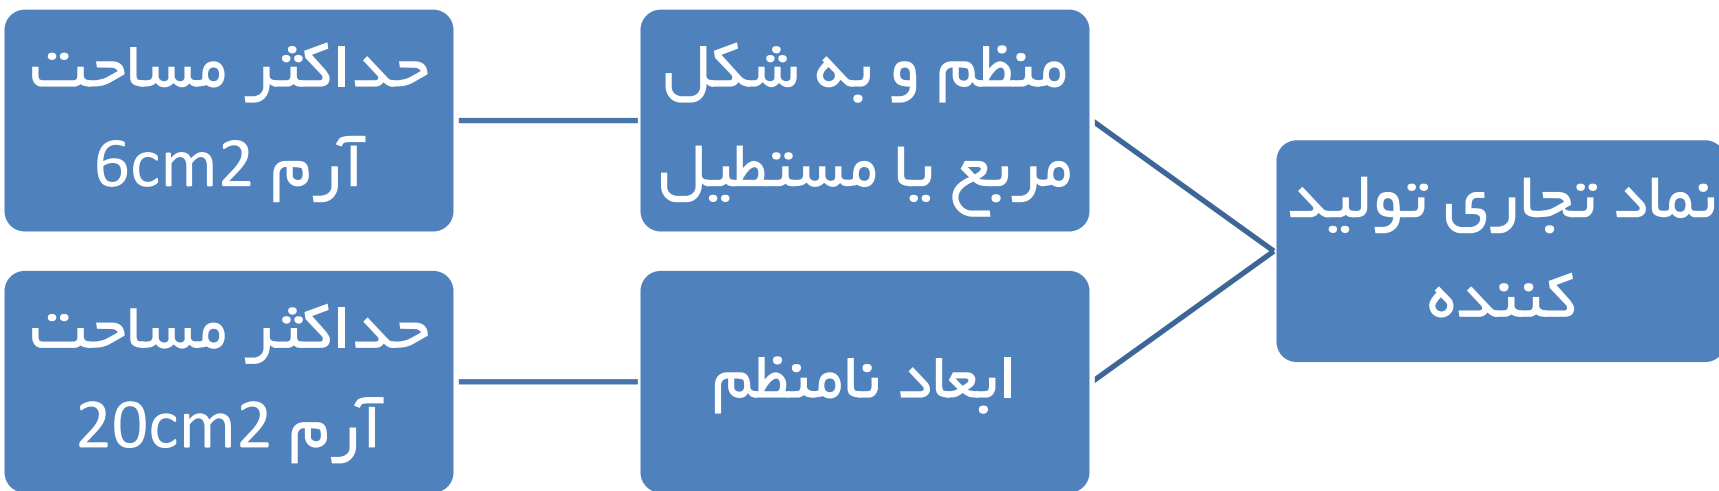 نماد تجاری تولید
کننده
منظم و به شکل
مربع یا مستطیل
حداکثر مساحت
آرم 6cm2
ابعاد نامنظم
حداکثر مساحت
آرم 20cm2